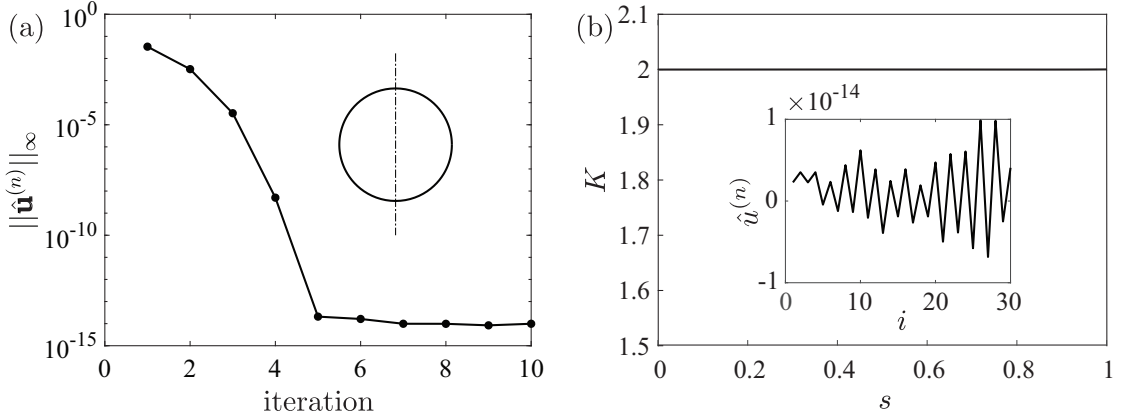 (a)
10^0
10^-5
10^-10
10^-15
||û^(n)||_∞
0 2 4 6 8 10
iteration
(b)
2.1
2
1.9
1.8
1.7
1.6
1.5
K
0 0.2 0.4 0.6 0.8 1
s
×10^-14
1
0
-1
û^(n)
0 10 20 30
i